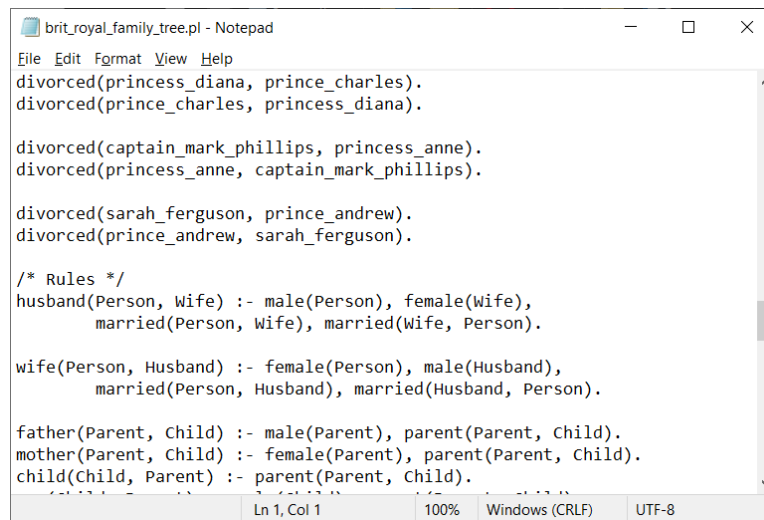 brit_royal_family_tree.pl - Notepad
File Edit Format View Help
divorced(princess_diana, prince_charles).
divorced(prince_charles, princess_diana).
divorced(captain_mark_phillips, princess_anne).
divorced(princess_anne, captain_mark_phillips).
divorced(sarah_ferguson, prince_andrew).
divorced(prince_andrew, sarah_ferguson).
/* Rules */
husband(Person, Wife) :- male(Person), female(Wife),
married(Person, Wife), married(Wife, Person).
wife(Person, Husband) :- female(Person), male(Husband),
married(Person, Husband), married(Husband, Person).
father(Parent, Child) :- male(Parent), parent(Parent, Child).
mother(Parent, Child) :- female(Parent), parent(Parent, Child).
child(Child, Parent) :- parent(Parent, Child).
Ln 1, Col 1 100% Windows (CRLF) UTF-8